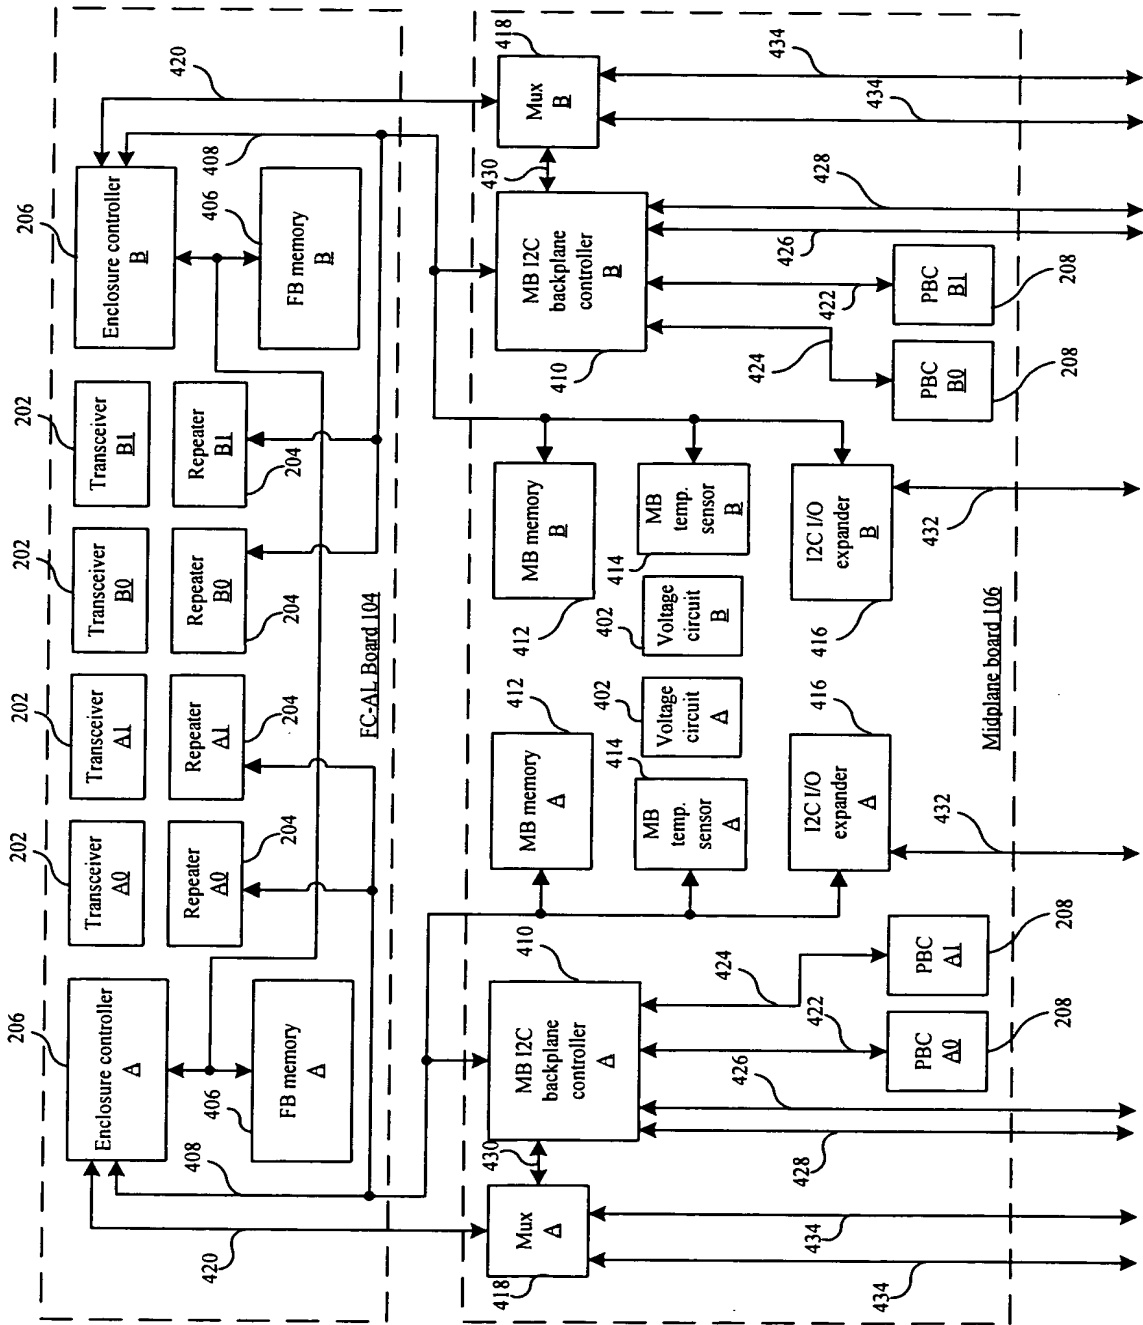 206
202
202
202
202
206
Enclosure controller
A
Transceiver
A0
Transceiver
A1
Transceiver
B0
Transceiver
B1
Enclosure controller
B
420
408
406
Repeater
A0
Repeater
A1
Repeater
B0
Repeater
B1
406
408
420
204
204
204
204
FB memory
A
FB memory
B
FC-AL Board 104
418
Mux
A
430
MB I2C
backplane
controller
A
410
MB memory
A
412
412
MB memory
B
410
MB I2C
backplane
controller
B
430
Mux
B
418
414
MB
temp.
sensor
A
402
Voltage
circuit
A
402
Voltage
circuit
B
414
MB
temp.
sensor
B
I2C I/O
expander
A
416
416
I2C I/O
expander
B
434
434
428
426
422
424
424
422
426
428
434
434
PBC
A0
PBC
A1
PBC
B0
PBC
B1
208
208
432
432
208
208
Midplane board 106